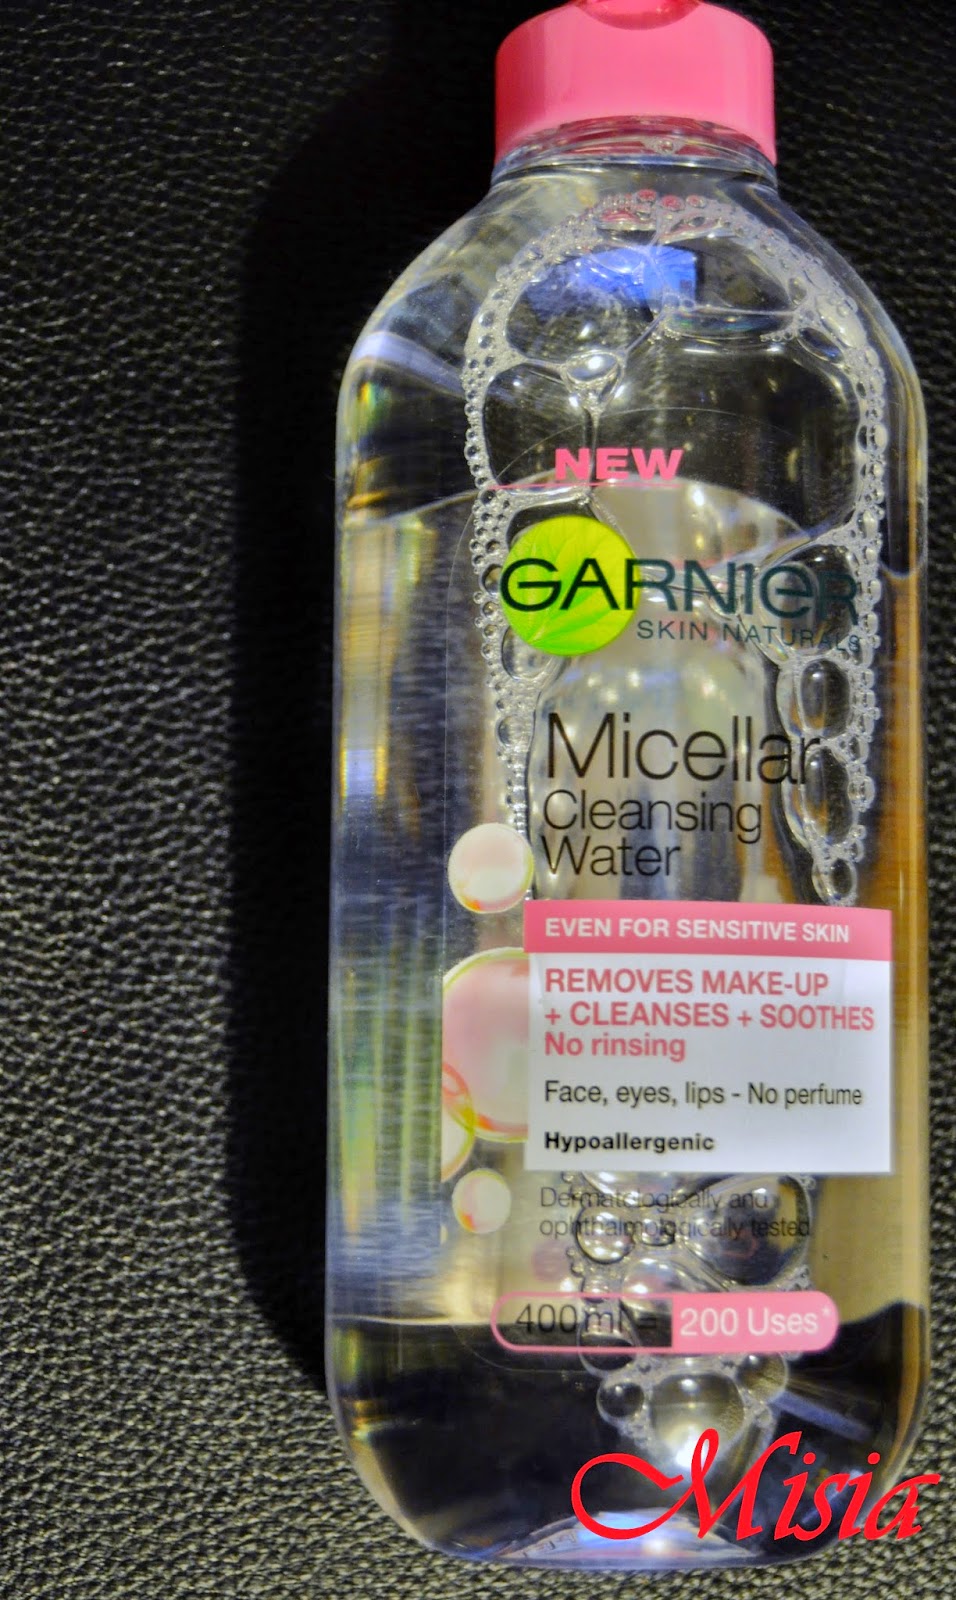 NEW
GARNIER
SKIN NATURALS
Micellar
Cleansing
Water
EVEN FOR SENSITIVE SKIN
REMOVES MAKE-UP
+ CLEANSES + SOOTHES
No rinsing
Face, eyes, lips - No perfume
Hypoallergenic
Dermatologically and
ophthalmologically tested
400ml = 200 Uses*
Misia